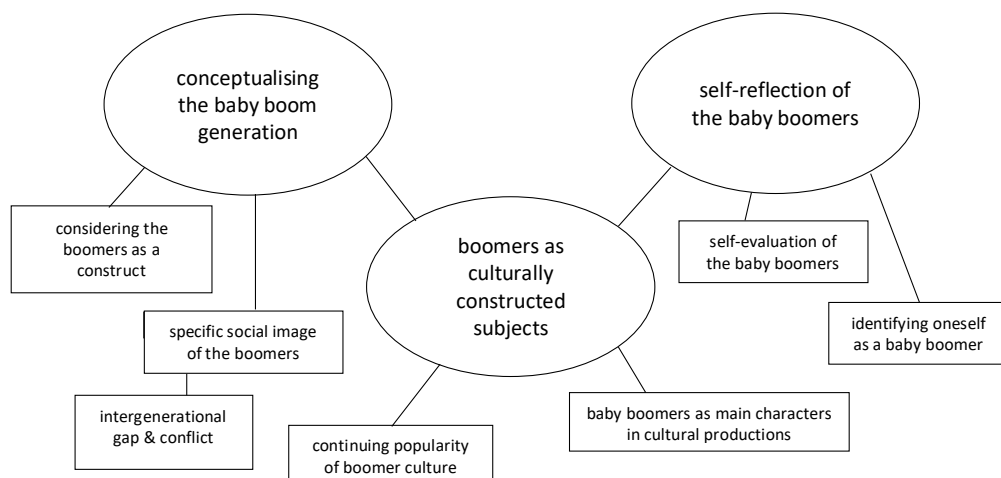 conceptualising
the baby boom
generation
self-reflection of
the baby boomers
considering the
boomers as a
construct
self-evaluation of
the baby boomers
boomers as
culturally
constructed
subjects
specific social image
of the boomers
identifying oneself
as a baby boomer
intergenerational
gap & conflict
continuing popularity
of boomer culture
baby boomers as main characters
in cultural productions